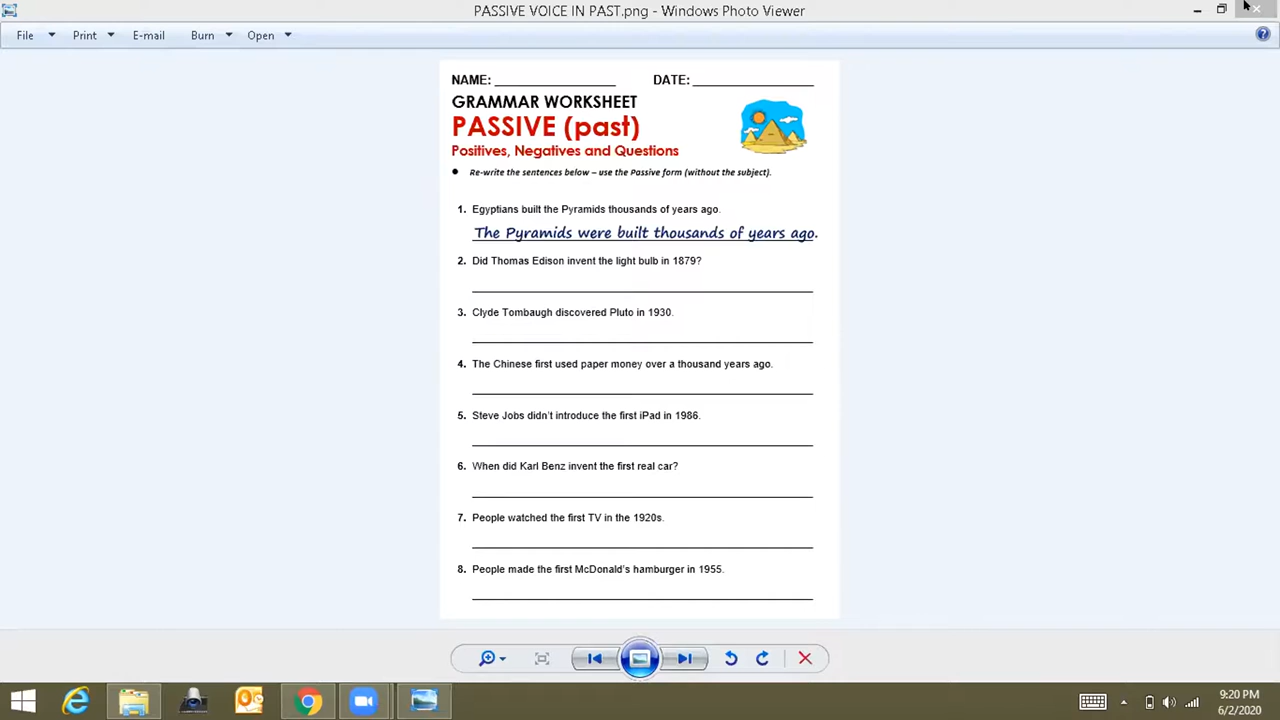 PASSIVE VOICE IN PAST.png - Windows Photo Viewer
File Print E-mail Burn Open
NAME: DATE:
GRAMMAR WORKSHEET
PASSIVE (past)
Positives, Negatives and Questions
• Re-write the sentences below – use the Passive form (without the subject).
1. Egyptians built the Pyramids thousands of years ago.
The Pyramids were built thousands of years ago.
2. Did Thomas Edison invent the light bulb in 1879?
3. Clyde Tombaugh discovered Pluto in 1930.
4. The Chinese first used paper money over a thousand years ago.
5. Steve Jobs didn't introduce the first iPad in 1986.
6. When did Karl Benz invent the first real car?
7. People watched the first TV in the 1920s.
8. People made the first McDonald's hamburger in 1955.
9:20 PM
6/2/2020